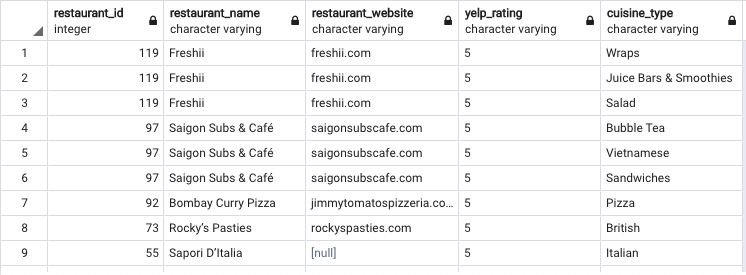 restaurant_id restaurant_name restaurant_website yelp_rating cuisine_type
integer character varying character varying character varying character varying
1 119 Freshii freshii.com 5 Wraps
2 119 Freshii freshii.com 5 Juice Bars & Smoothies
3 119 Freshii freshii.com 5 Salad
4 97 Saigon Subs & Café saigonsubscafe.com 5 Bubble Tea
5 97 Saigon Subs & Café saigonsubscafe.com 5 Vietnamese
6 97 Saigon Subs & Café saigonsubscafe.com 5 Sandwiches
7 92 Bombay Curry Pizza jimmytomatospizzeria.co... 5 Pizza
8 73 Rocky’s Pasties rockyspasties.com 5 British
9 55 Sapori D’Italia [null] 5 Italian